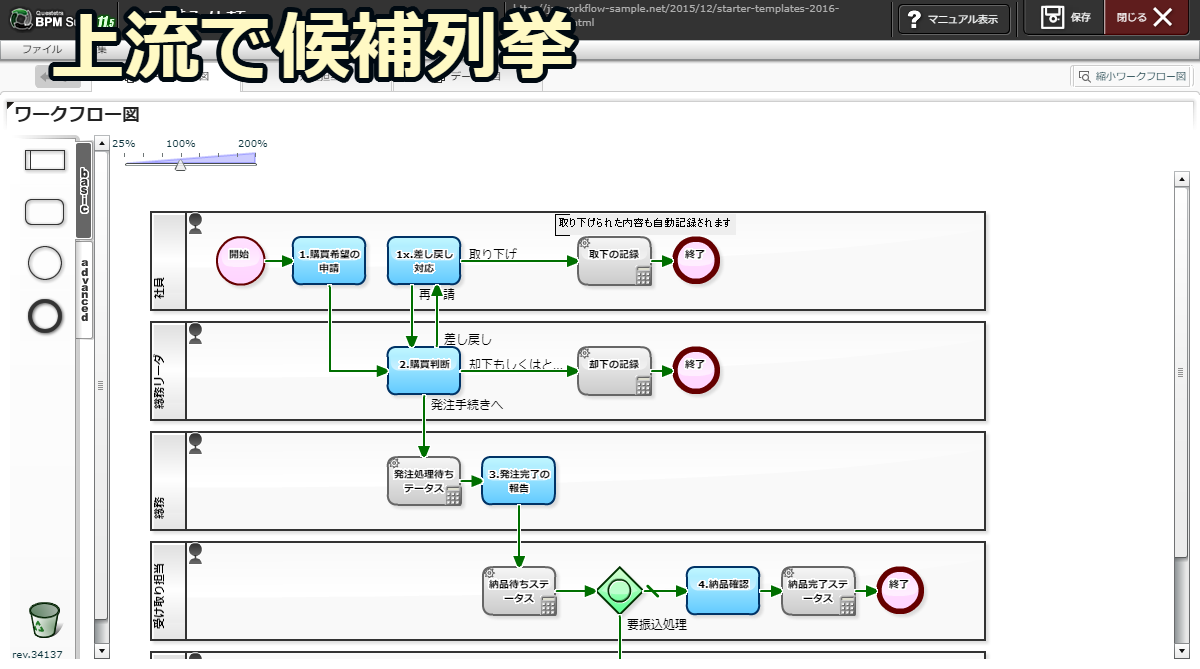 Questetra
BPM Su 11.5
workflow-sample.net/2015/12/starter-templates-2016-
html
? マニュアル表示
保存
閉じる
上流で候補列挙
ファイル
集
図
デー
縮小ワークフロー図
ワークフロー図
25% 100% 200%
basic
advanced
取り下げられた内容も自動記録されます
社員
開始
1.購買希望の
申請
1x.差し戻し
対応
取り下げ
取下の記録
終了
再 請
差し戻し
総務リーダ
2.購買判断
却下もしくはと...
却下の記録
終了
発注手続きへ
総務
発注処理待ち
テータス
3.発注完了の
報告
受け取り担当
納品待ちステ
ータス
4.納品確認
納品完了ステ
ータス
終了
要振込処理
rev.34137